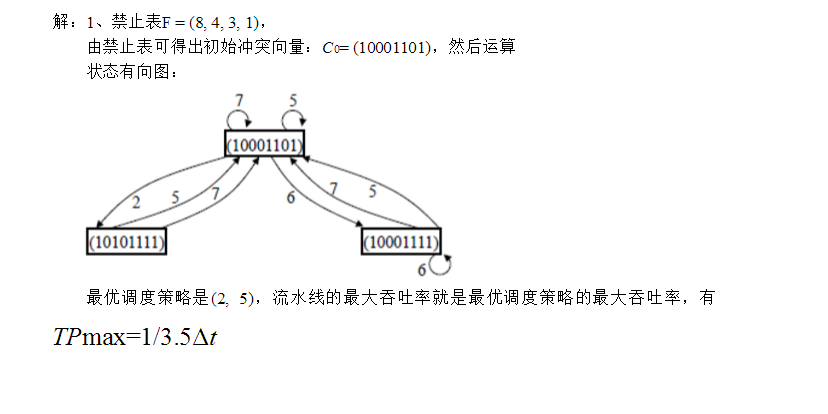 解：1、禁止表F = (8, 4, 3, 1)，
由禁止表可得出初始冲突向量：C0= (10001101)，然后运算
状态有向图：
7 5
(10001101)
2 5 7 6 7 5
(10101111) (10001111)
6
最优调度策略是(2, 5)，流水线的最大吞吐率就是最优调度策略的最大吞吐率，有
TPmax=1/3.5Δt